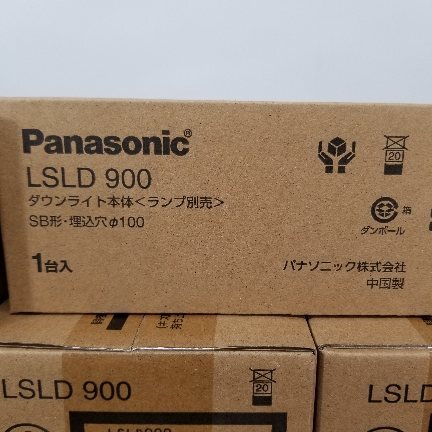 Panasonic®
LSLD 900
ダウンライト本体＜ランプ別売＞
SB形・埋込穴φ100
1台入
20
箱
ダンボール
パナソニック株式会社
中国製
LSLD 900
20
LSLD900
LSLD